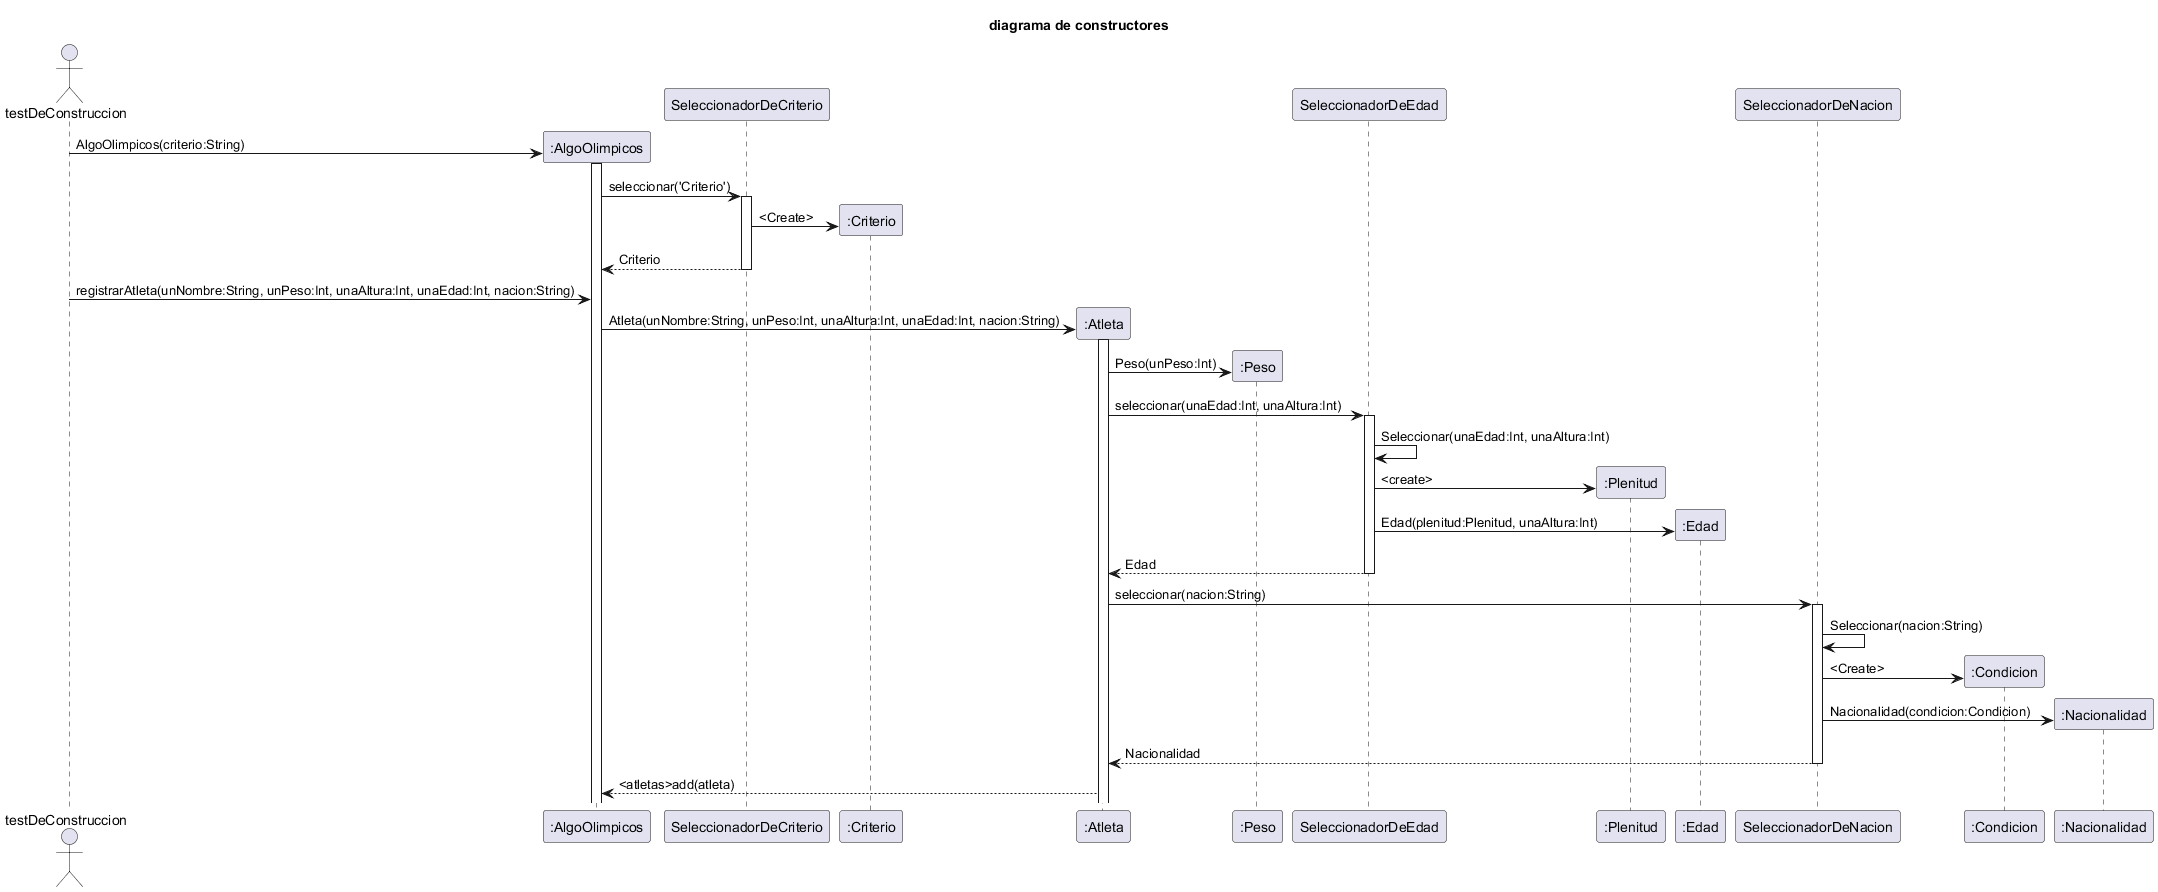 diagrama de constructores
testDeConstruccion
SeleccionadorDeCriterio
SeleccionadorDeEdad
SeleccionadorDeNacion
AlgoOlimpicos(criterio:String)
:AlgoOlimpicos
seleccionar('Criterio')
<Create>
:Criterio
Criterio
registrarAtleta(unNombre:String, unPeso:Int, unaAltura:Int, unaEdad:Int, nacion:String)
Atleta(unNombre:String, unPeso:Int, unaAltura:Int, unaEdad:Int, nacion:String)
:Atleta
Peso(unPeso:Int)
:Peso
seleccionar(unaEdad:Int, unaAltura:Int)
Seleccionar(unaEdad:Int, unaAltura:Int)
<create>
:Plenitud
Edad(plenitud:Plenitud, unaAltura:Int)
:Edad
Edad
seleccionar(nacion:String)
Seleccionar(nacion:String)
<Create>
:Condicion
Nacionalidad(condicion:Condicion)
:Nacionalidad
Nacionalidad
<atletas>add(atleta)
testDeConstruccion
:AlgoOlimpicos
SeleccionadorDeCriterio
:Criterio
:Atleta
:Peso
SeleccionadorDeEdad
:Plenitud
:Edad
SeleccionadorDeNacion
:Condicion
:Nacionalidad